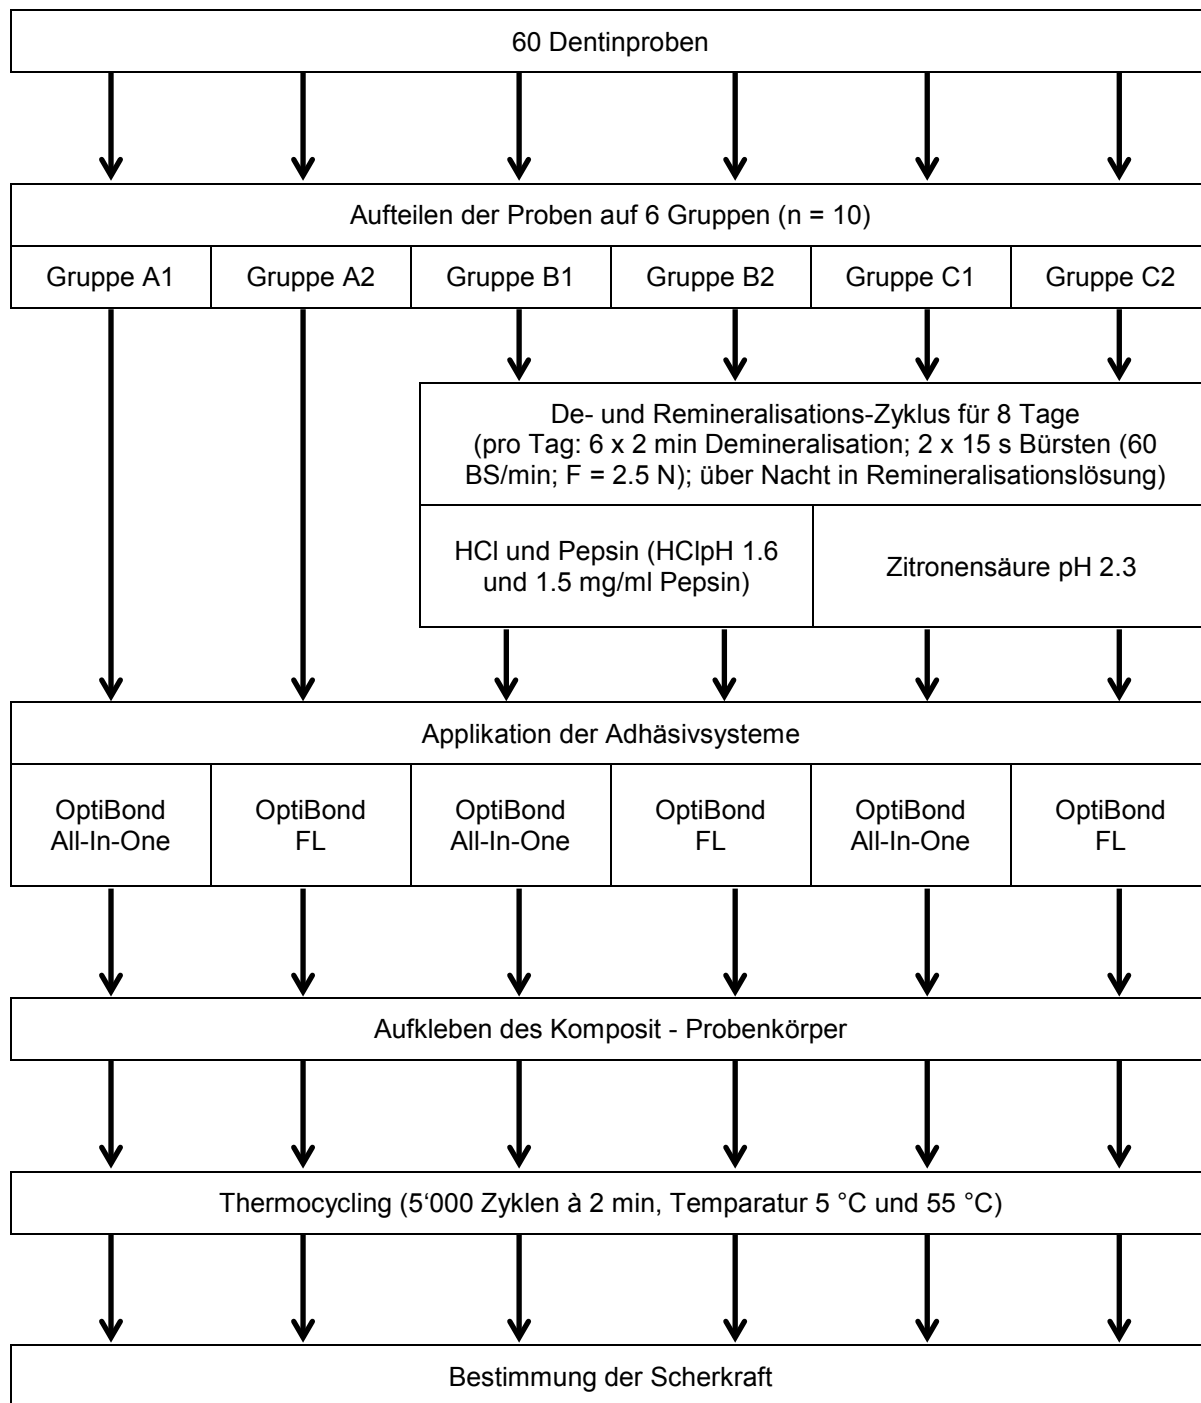 60 Dentinproben
Aufteilen der Proben auf 6 Gruppen (n = 10)
Gruppe A1
Gruppe A2
Gruppe B1
Gruppe B2
Gruppe C1
Gruppe C2
De- und Remineralisations-Zyklus für 8 Tage
(pro Tag: 6 x 2 min Demineralisation; 2 x 15 s Bürsten (60
BS/min; F = 2.5 N); über Nacht in Remineralisationslösung)
HCl und Pepsin (HClpH 1.6
und 1.5 mg/ml Pepsin)
Zitronensäure pH 2.3
Applikation der Adhäsivsysteme
OptiBond
All-In-One
OptiBond
FL
OptiBond
All-In-One
OptiBond
FL
OptiBond
All-In-One
OptiBond
FL
Aufkleben des Komposit - Probenkörper
Thermocycling (5‘000 Zyklen à 2 min, Temparatur 5 °C und 55 °C)
Bestimmung der Scherkraft